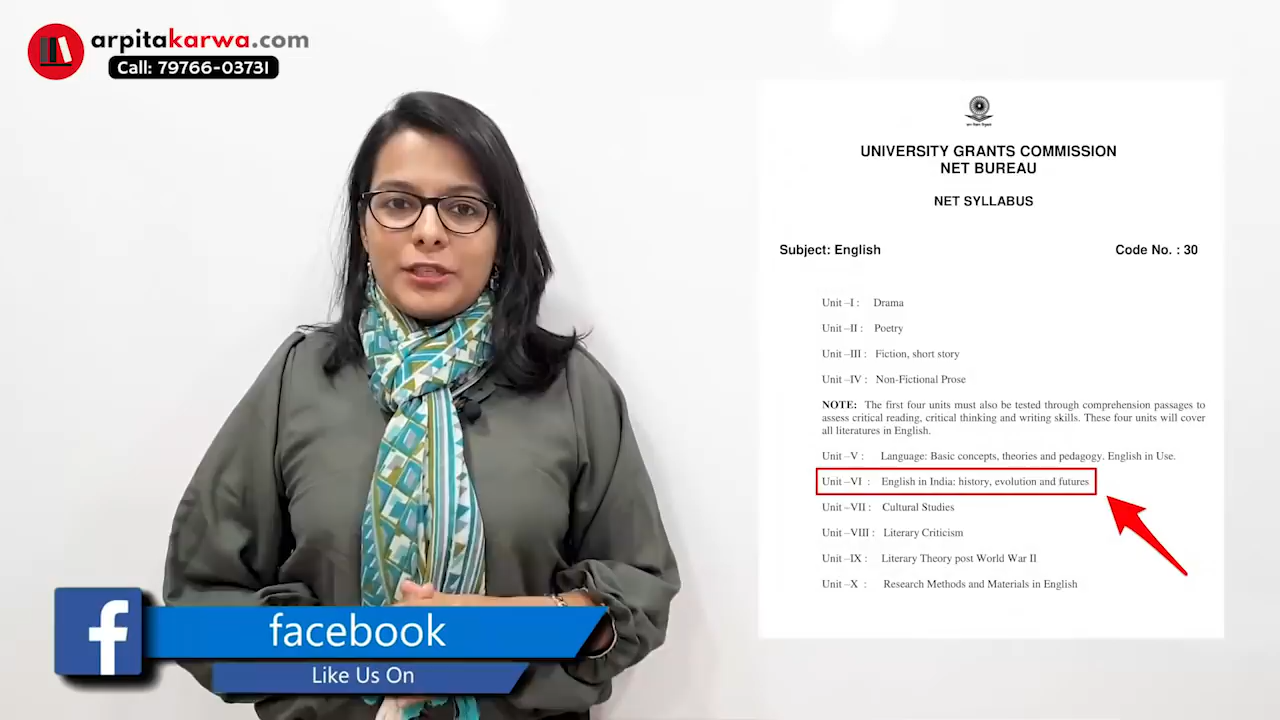 arpitakarwa.com
Call: 79766-03731
UNIVERSITY GRANTS COMMISSION
NET BUREAU
NET SYLLABUS
Subject: English Code No. : 30
Unit –I : Drama
Unit –II : Poetry
Unit –III : Fiction, short story
Unit –IV : Non-Fictional Prose
NOTE: The first four units must also be tested through comprehension passages to
assess critical reading, critical thinking and writing skills. These four units will cover
all literatures in English.
Unit –V : Language: Basic concepts, theories and pedagogy. English in Use.
Unit –VI : English in India: history, evolution and futures
Unit –VII : Cultural Studies
Unit –VIII : Literary Criticism
Unit –IX : Literary Theory post World War II
Unit –X : Research Methods and Materials in English
f
facebook
Like Us On